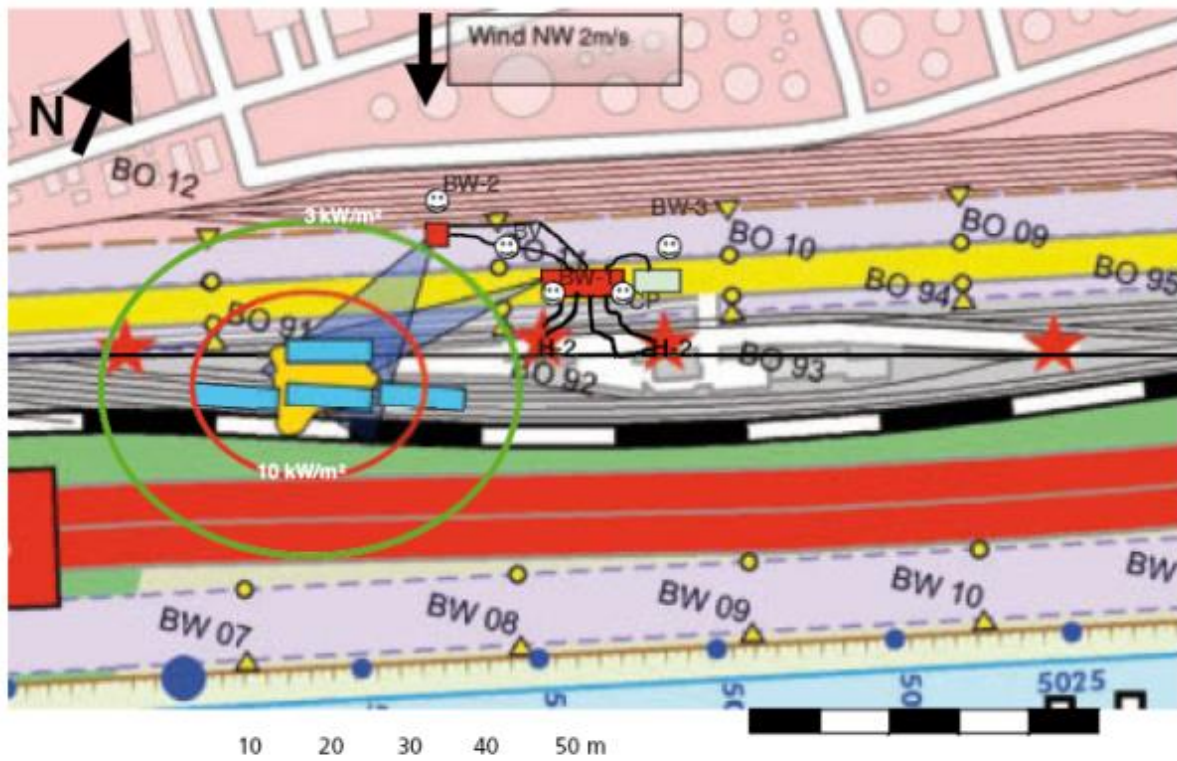 Wind NW 2m/s
N
BO 12
BW-2
3 kW/m²
BW-3
BO 10
BO 09
BW-1
CP
BO 91
BO 94
BO 95
H-2
H-2
BO 92
BO 93
10 kW/m²
BW 07
BW 08
BW 09
BW 10
BW
5025
10 20 30 40 50 m